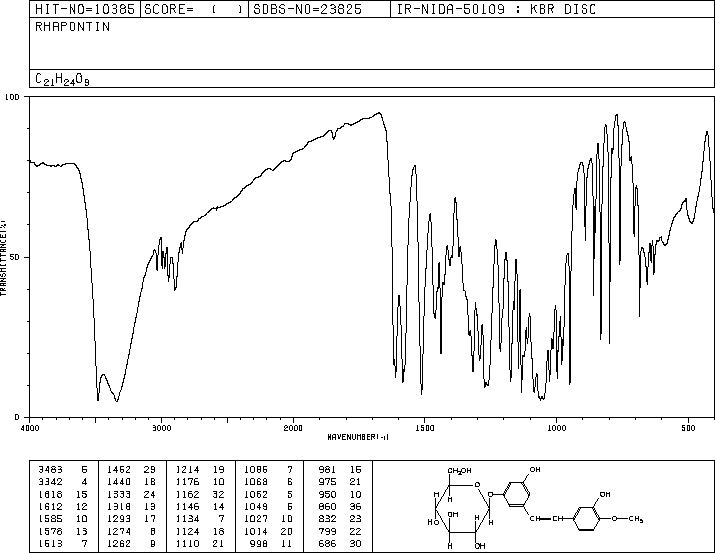 HIT-NO=10385 SCORE= ( ) SDBS-NO=23825 IR-NIDA-50109 : KBR DISC
RHAPONTIN
C21H24O9
100
TRANSMITTANCE(%)
50
0
4000 3000 2000 1500 1000 500
WAVENUMBER(-1)
3483 5 1462 29 1214 19 1086 7 981 15
3342 4 1440 18 1176 10 1068 6 975 21
1618 15 1333 24 1162 32 1062 5 950 10
1612 12 1318 13 1146 14 1049 5 860 36
1585 10 1293 17 1134 7 1027 10 832 23
1578 13 1274 8 1124 18 1014 20 799 22
1513 7 1262 9 1110 21 998 11 686 30
CH2OH
O
OH
H
H
O
H
OH
OH
H
HO
H
C
C
O
CH3
H
OH